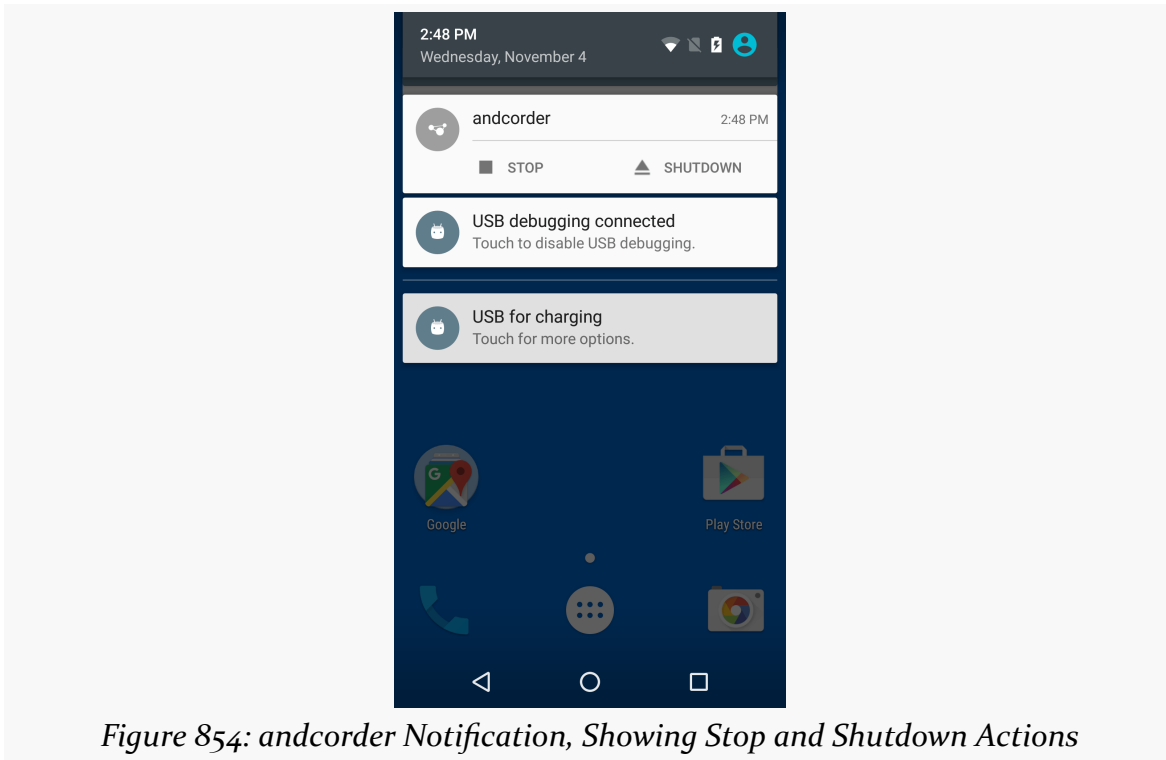 2:48 PM
Wednesday, November 4
andcorder 2:48 PM
STOP SHUTDOWN
USB debugging connected
Touch to disable USB debugging.
USB for charging
Touch for more options.
G
Google Play Store
Figure 854: andcorder Notification, Showing Stop and Shutdown Actions